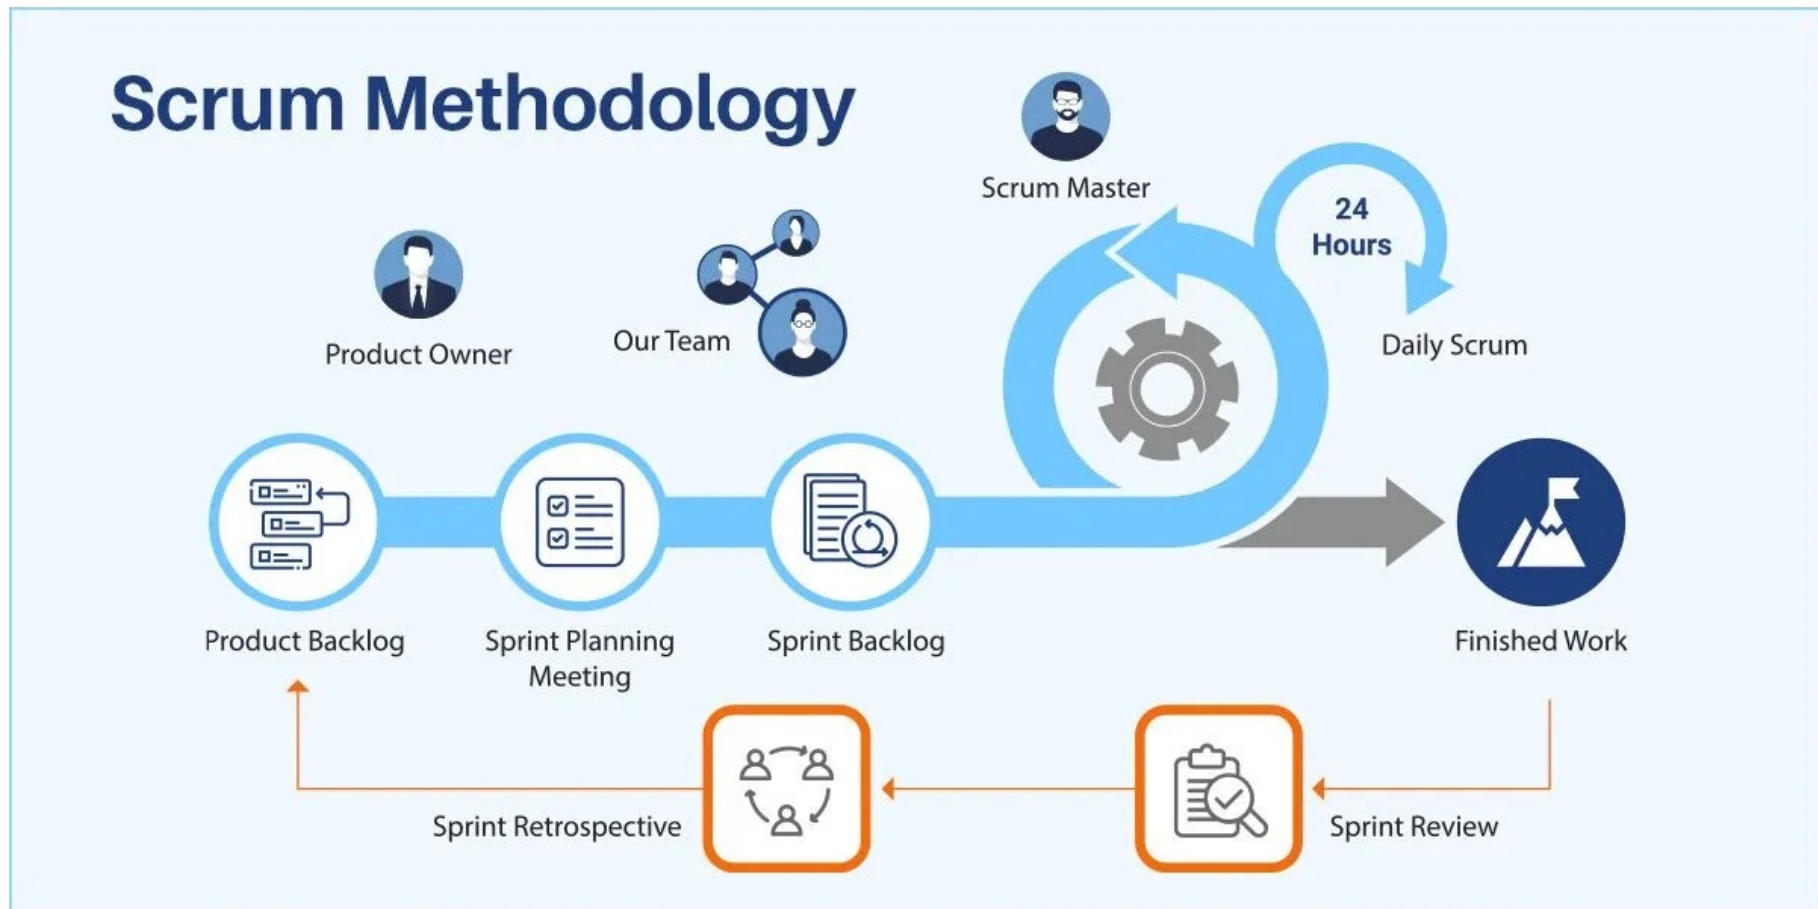 Scrum Methodology
Scrum Master
24
Hours
Product Owner
Our Team
Daily Scrum
Product Backlog
Sprint Planning
Meeting
Sprint Backlog
Finished Work
Sprint Retrospective
Sprint Review